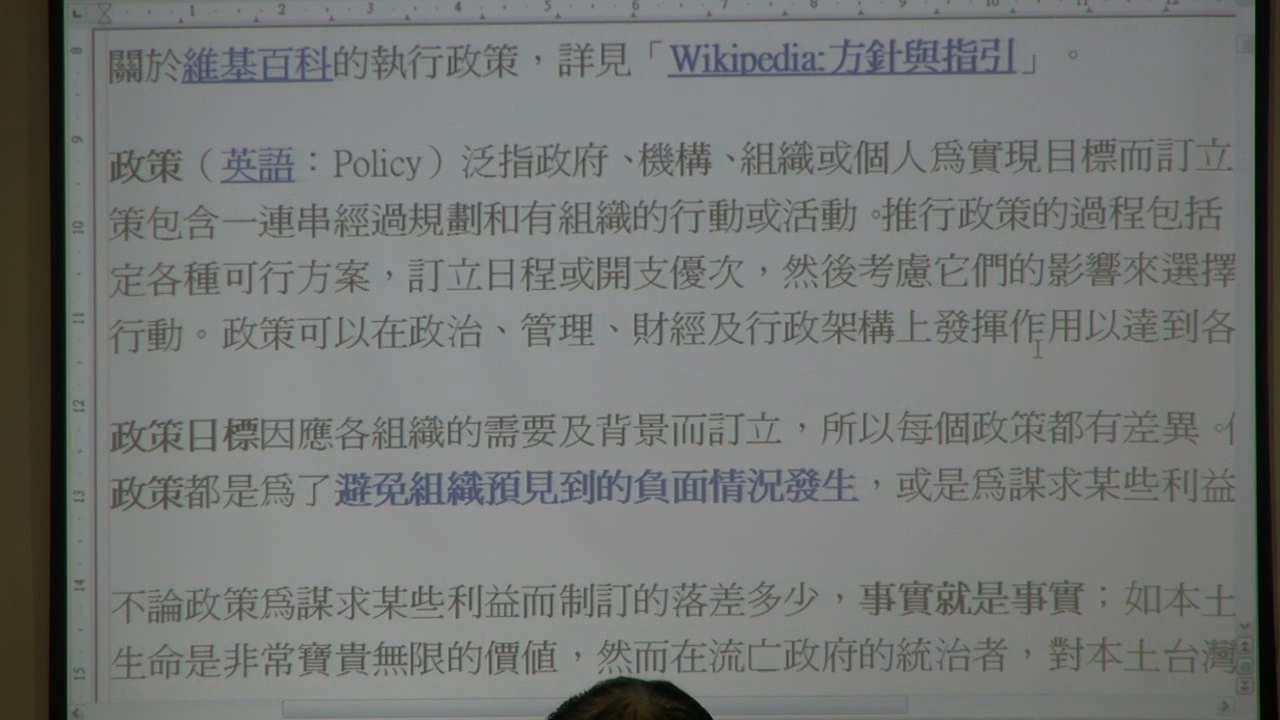 關於維基百科的執行政策，詳見「Wikipedia:方針與指引」。
政策（英語：Policy）泛指政府、機構、組織或個人為實現目標而訂立
策包含一連串經過規劃和有組織的行動或活動。推行政策的過程包括
定各種可行方案，訂立日程或開支優次，然後考慮它們的影響來選擇
行動。政策可以在政治、管理、財經及行政架構上發揮作用以達到各
政策目標因應各組織的需要及背景而訂立，所以每個政策都有差異。
政策都是為了避免組織預見到的負面情況發生，或是為謀求某些利益
不論政策為謀求某些利益而制訂的落差多少，事實就是事實；如本土
生命是非常寶貴無限的價值，然而在流亡政府的統治者，對本土台灣